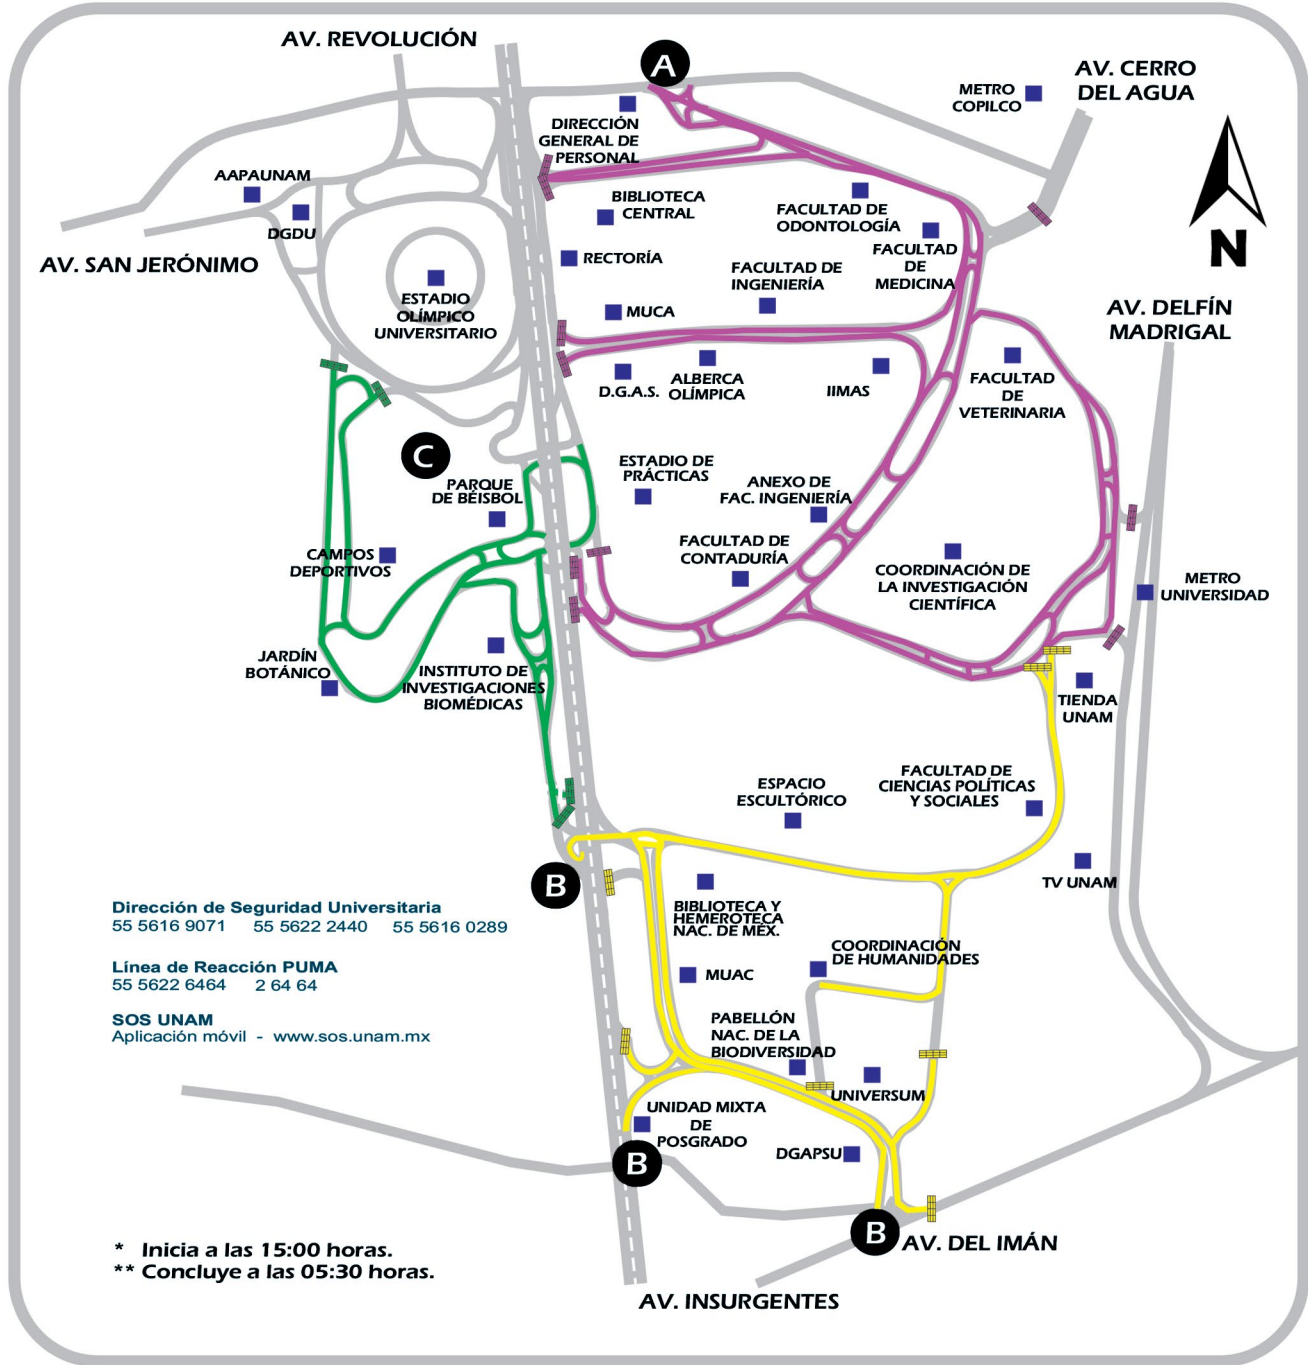 AV. REVOLUCIÓN
A
AV. CERRO
DEL AGUA
METRO
COPILCO
DIRECCIÓN
GENERAL DE
PERSONAL
AAPAUNAM
DGDU
AV. SAN JERÓNIMO
BIBLIOTECA
CENTRAL
FACULTAD DE
ODONTOLOGÍA
FACULTAD
DE
MEDICINA
N
RECTORÍA
FACULTAD DE
INGENIERÍA
ESTADIO
OLÍMPICO
UNIVERSITARIO
MUCA
AV. DELFÍN
MADRIGAL
D.G.A.S.
ALBERCA
OLÍMPICA
IIMAS
FACULTAD
DE
VETERINARIA
C
PARQUE
DE BÉISBOL
ESTADIO DE
PRÁCTICAS
ANEXO DE
FAC. INGENIERÍA
CAMPOS
DEPORTIVOS
FACULTAD DE
CONTADURÍA
COORDINACIÓN DE
LA INVESTIGACIÓN
CIENTÍFICA
METRO
UNIVERSIDAD
JARDÍN
BOTÁNICO
INSTITUTO DE
INVESTIGACIONES
BIOMÉDICAS
TIENDA
UNAM
ESPACIO
ESCULTÓRICO
FACULTAD DE
CIENCIAS POLÍTICAS
Y SOCIALES
TV UNAM
B
BIBLIOTECA Y
HEMEROTECA
NAC. DE MÉX.
Dirección de Seguridad Universitaria
55 5616 9071 55 5622 2440 55 5616 0289
COORDINACIÓN
DE HUMANIDADES
MUAC
Línea de Reacción PUMA
55 5622 6464 2 64 64
SOS UNAM
Aplicación móvil - www.sos.unam.mx
PABELLÓN
NAC. DE LA
BIODIVERSIDAD
UNIVERSUM
UNIDAD MIXTA
DE
POSGRADO
DGAPSU
B
B
AV. DEL IMÁN
* Inicia a las 15:00 horas.
** Concluye a las 05:30 horas.
AV. INSURGENTES